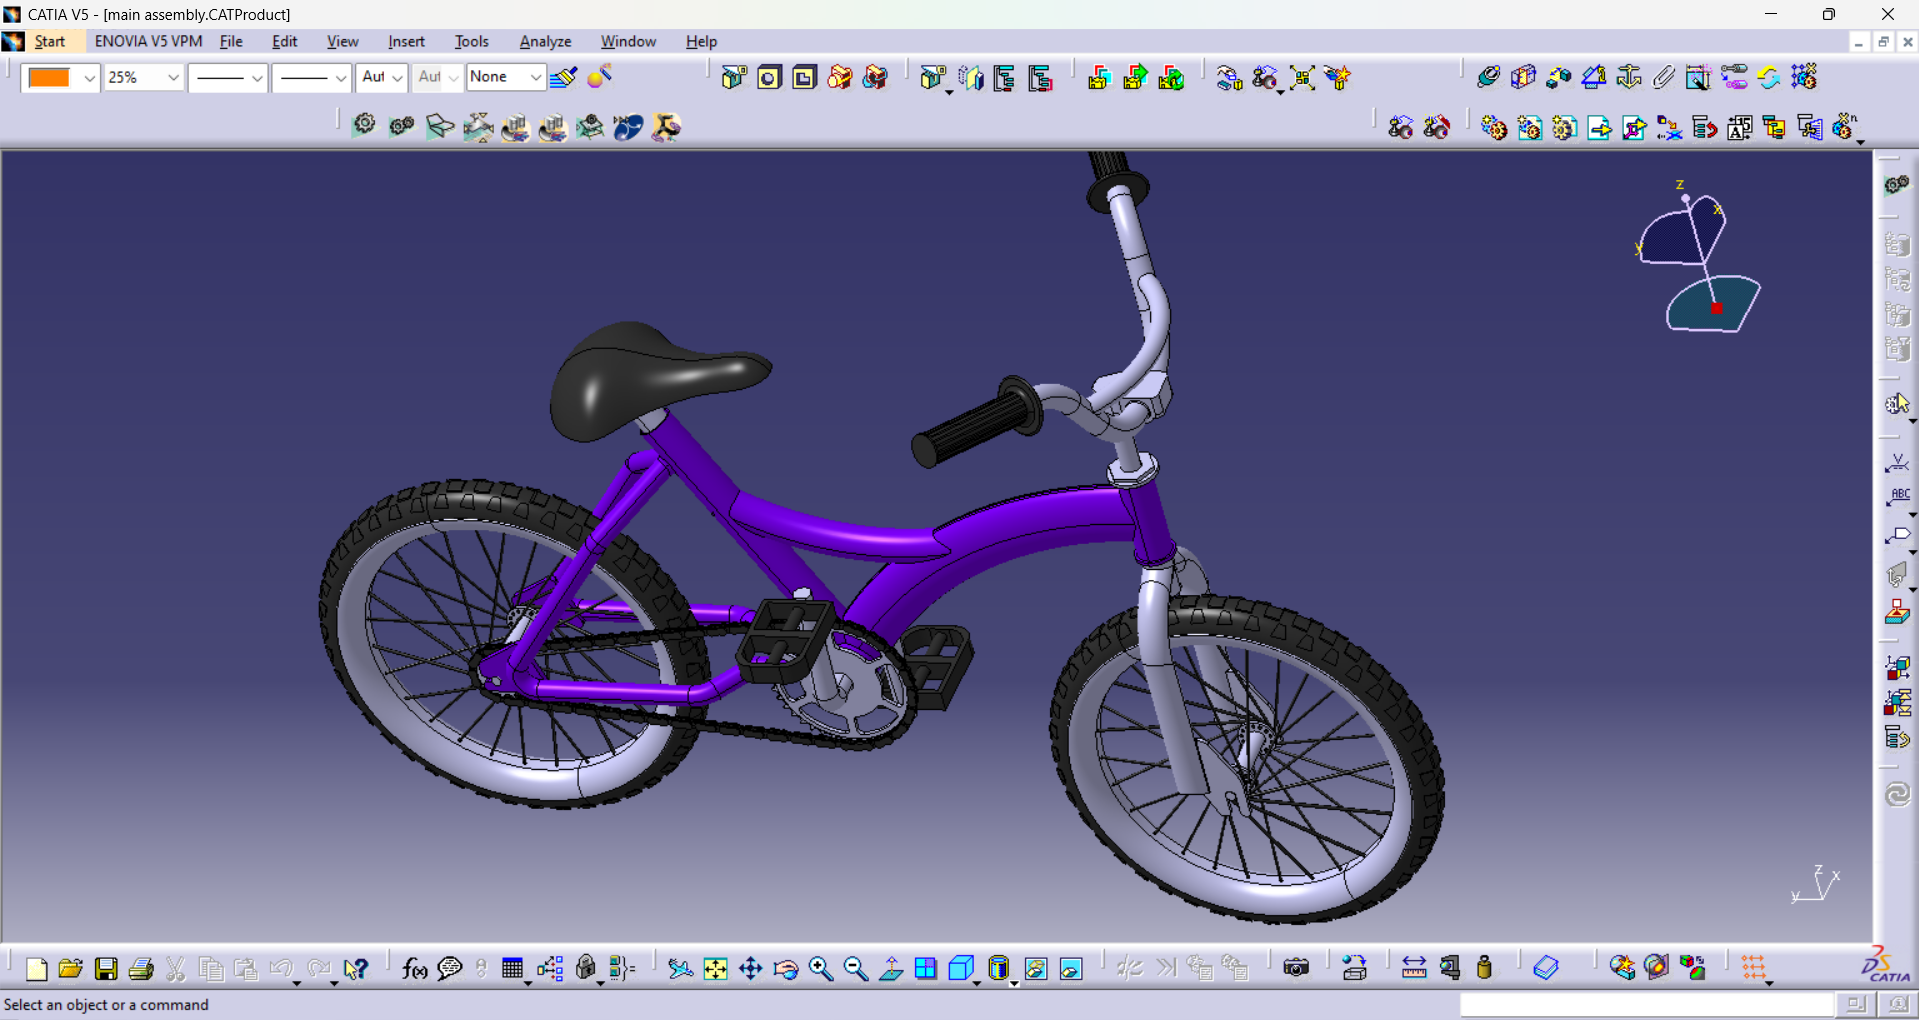 CATIA V5 - [main assembly.CATProduct]
Start ENOVIA V5 VPM File Edit View Insert Tools Analyze Window Help
25% Aut Aut None
z
x
y
V
ABC
z
x
y
f(x)
DS CATIA
Select an object or a command